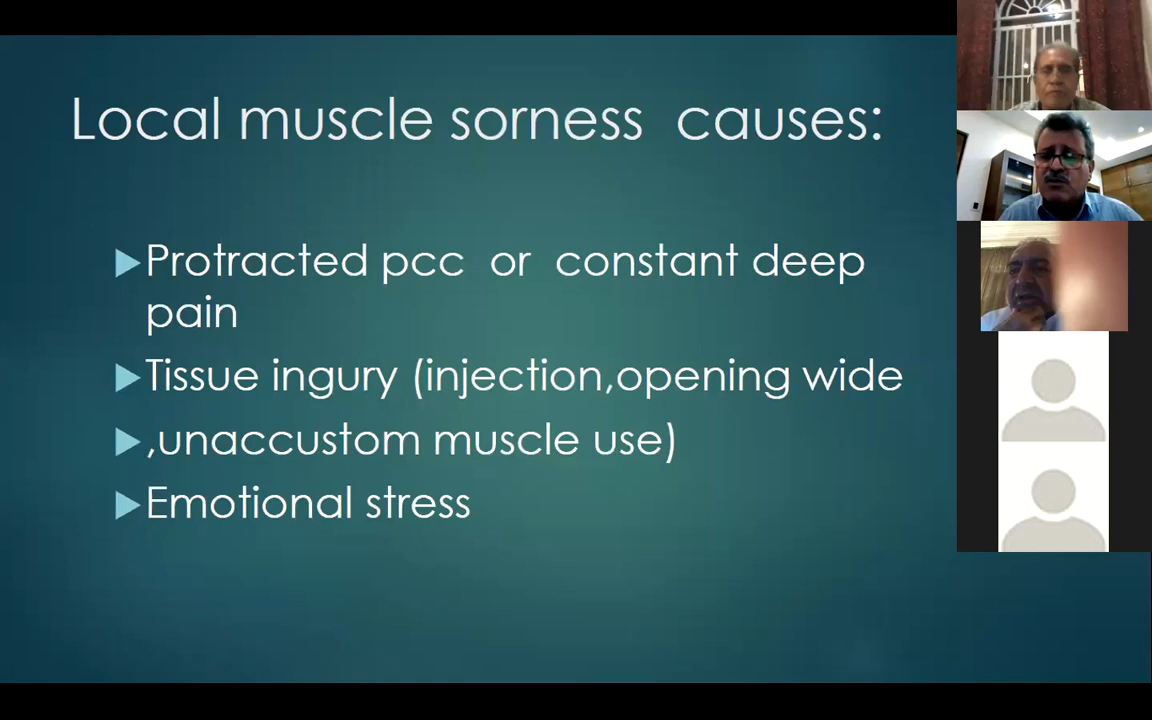 Local muscle sorness causes:
Protracted pcc or constant deep
pain
Tissue ingury (injection,opening wide
,unaccustom muscle use)
Emotional stress